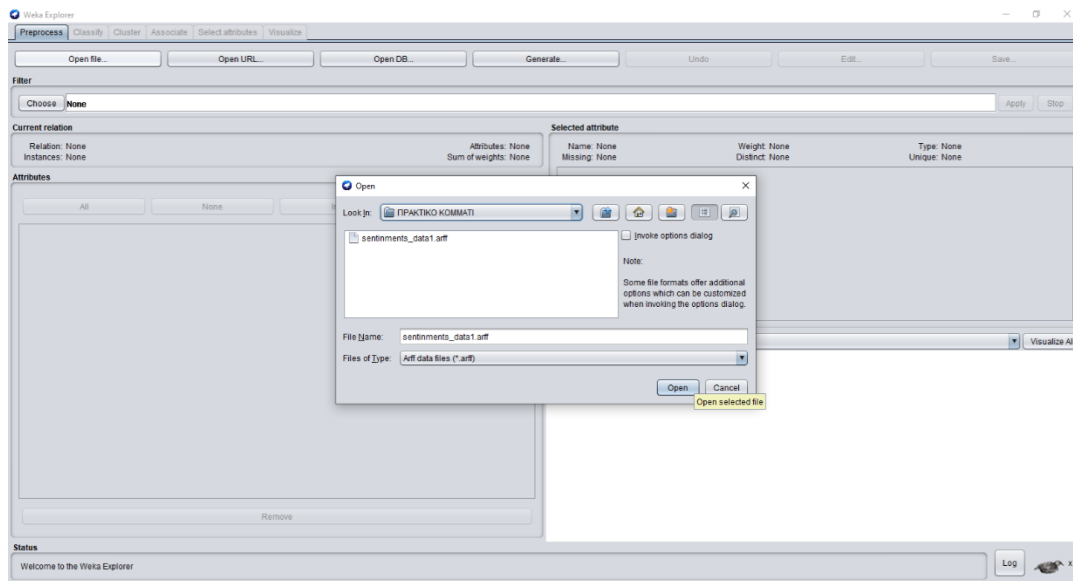 Weka Explorer
Preprocess Classify Cluster Associate Select attributes Visualize
Open file... Open URL... Open DB... Generate... Undo Edit... Save...
Filter
Choose None Apply Stop
Current relation
Relation: None Attributes: None
Instances: None Sum of weights: None
Selected attribute
Name: None Weight: None Type: None
Missing: None Distinct: None Unique: None
Attributes
All None
Open
Look In: ΠΡΑΚΤΙΚΟ ΚΟΜΜΑΤΙ
sentinments_data1.arff
Invoke options dialog
Note:
Some file formats offer additional
options which can be customized
when invoking the options dialog.
File Name: sentinments_data1.arff
Files of Type: Arff data files (*.arff)
Open Cancel
Open selected file
Visualize Al
Remove
Status
Welcome to the Weka Explorer
Log x